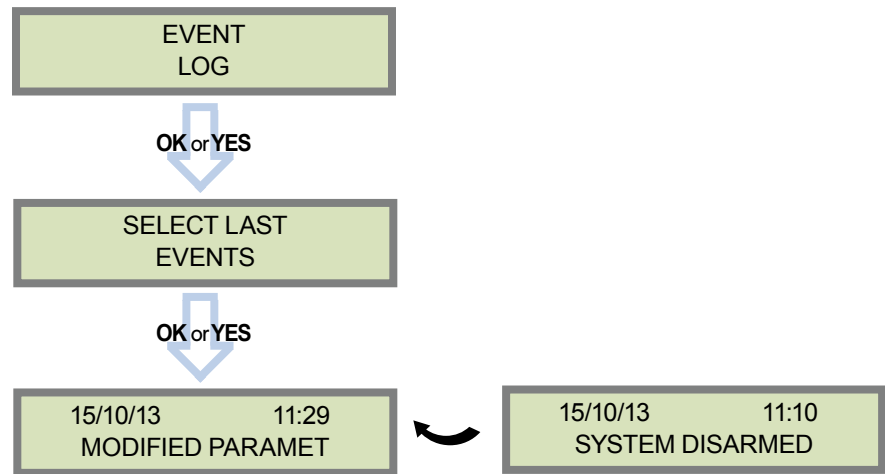 EVENT
LOG
OK or YES
SELECT LAST
EVENTS
OK or YES
15/10/13 11:29
MODIFIED PARAMET
15/10/13 11:10
SYSTEM DISARMED